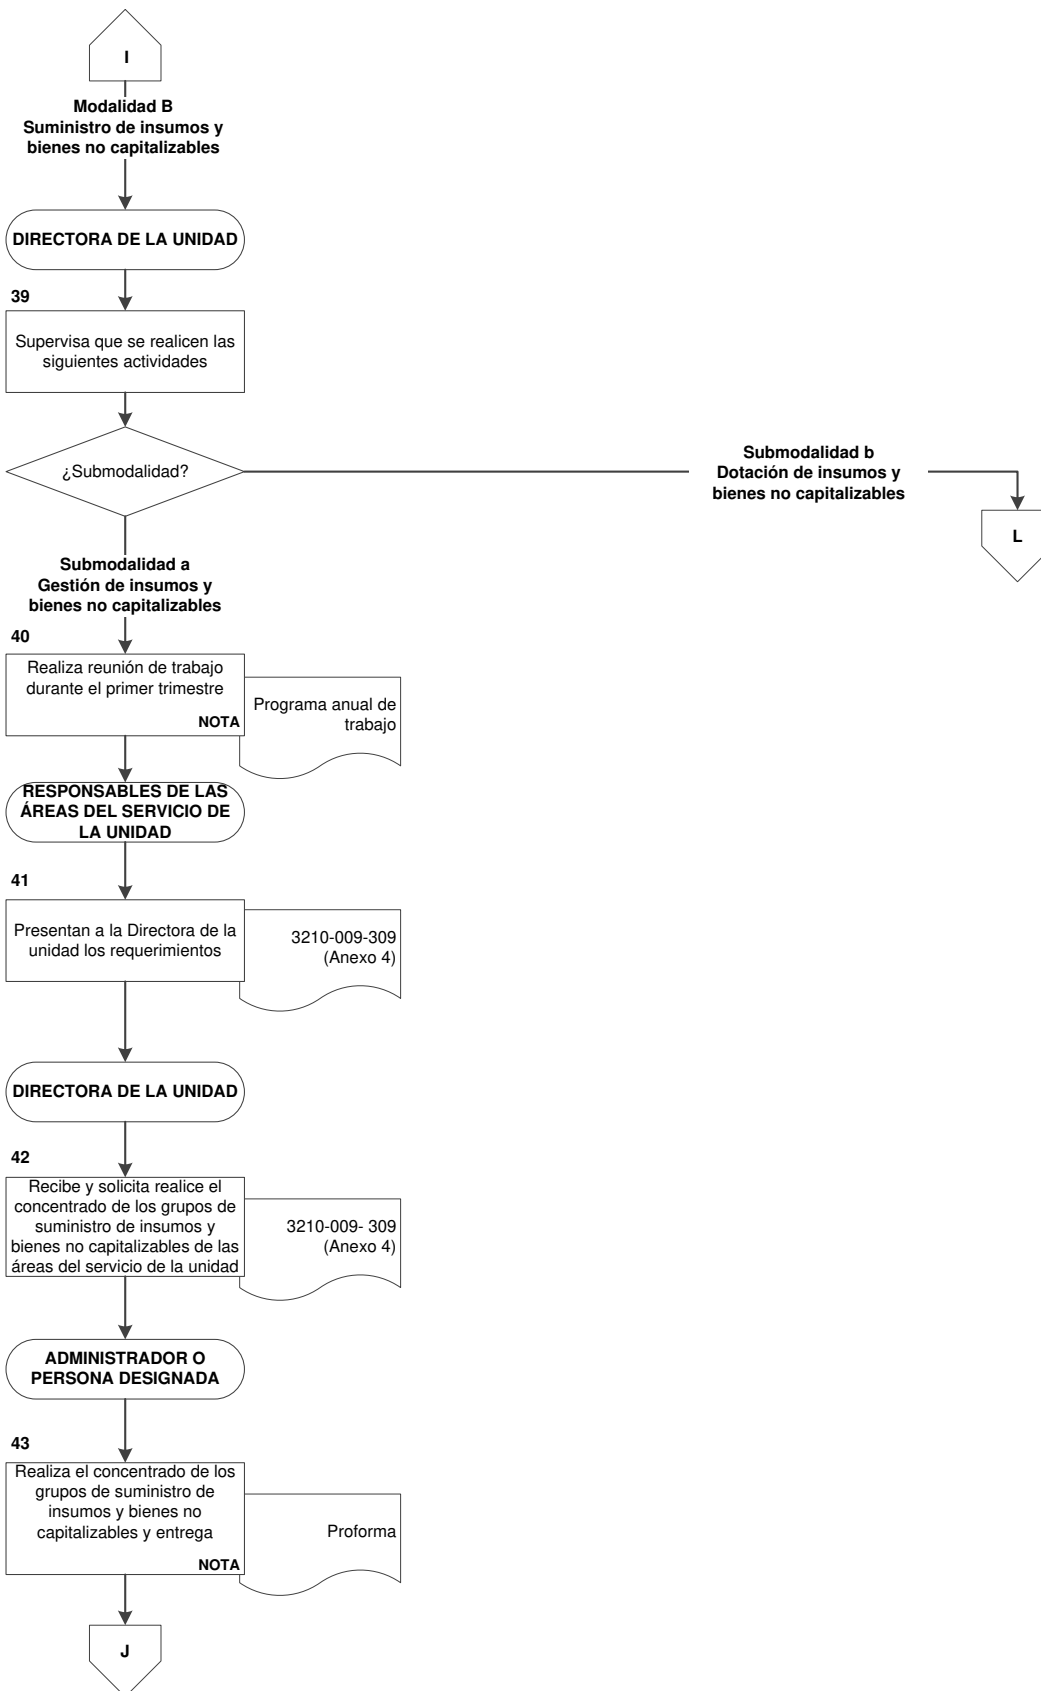 I
Modalidad B
Suministro de insumos y
bienes no capitalizables
DIRECTORA DE LA UNIDAD
39
Supervisa que se realicen las
siguientes actividades
¿Submodalidad?
Submodalidad b
Dotación de insumos y
bienes no capitalizables
L
Submodalidad a
Gestión de insumos y
bienes no capitalizables
40
Realiza reunión de trabajo
durante el primer trimestre
NOTA
Programa anual de
trabajo
RESPONSABLES DE LAS
ÁREAS DEL SERVICIO DE
LA UNIDAD
41
Presentan a la Directora de la
unidad los requerimientos
3210-009-309
(Anexo 4)
DIRECTORA DE LA UNIDAD
42
Recibe y solicita realice el
concentrado de los grupos de
suministro de insumos y
bienes no capitalizables de las
áreas del servicio de la unidad
3210-009- 309
(Anexo 4)
ADMINISTRADOR O
PERSONA DESIGNADA
43
Realiza el concentrado de los
grupos de suministro de
insumos y bienes no
capitalizables y entrega
NOTA
Proforma
J